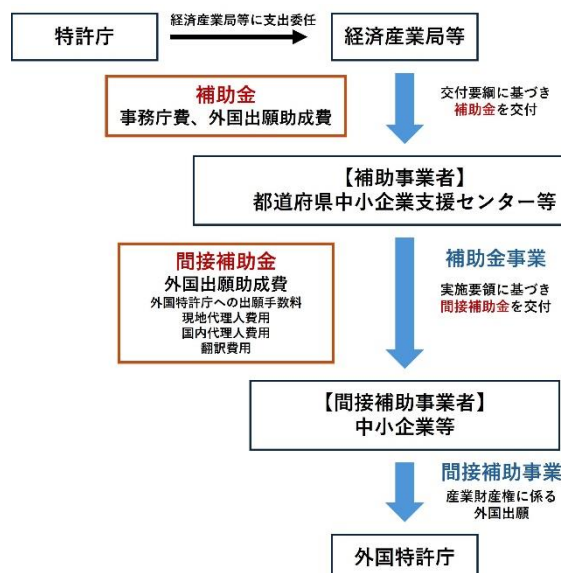 経済産業局等に支出委任
特許庁
経済産業局等
補助金
事務庁費、外国出願助成費
交付要綱に基づき
補助金を交付
【補助事業者】
都道府県中小企業支援センター等
間接補助金
外国出願助成費
外国特許庁への出願手数料
現地代理人費用
国内代理人費用
翻訳費用
補助金事業
実施要領に基づき
間接補助金を交付
【間接補助事業者】
中小企業等
間接補助事業
産業財産権に係る
外国出願
外国特許庁